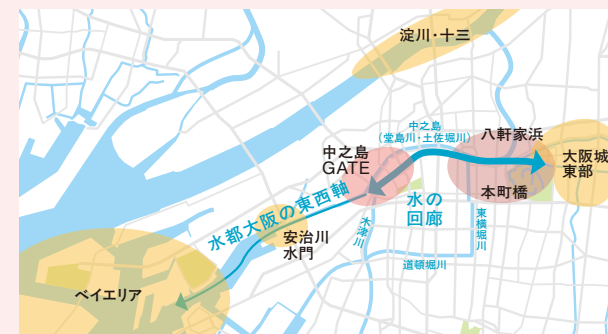 淀川・十三
中之島
（堂島川・土佐堀川）
八軒家浜
中之島
GATE
大阪城
東部
本町橋
水の
回廊
水都大阪の東西軸
木津川
東横堀川
安治川
水門
道頓堀川
ベイエリア